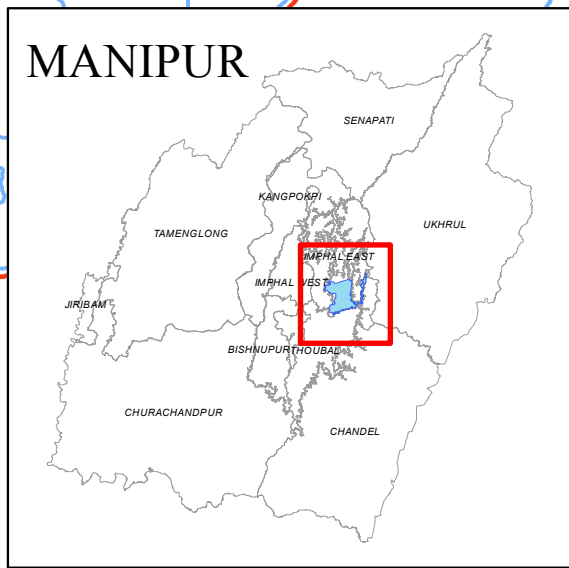 MANIPUR
SENAPATI
KANGPOKPI
UKHRUL
TAMENGLONG
IMPHAL EAST
IMPHAL WEST
JIRIBAM
BISHNUPUR
THOUBAL
CHURACHANDPUR
CHANDEL